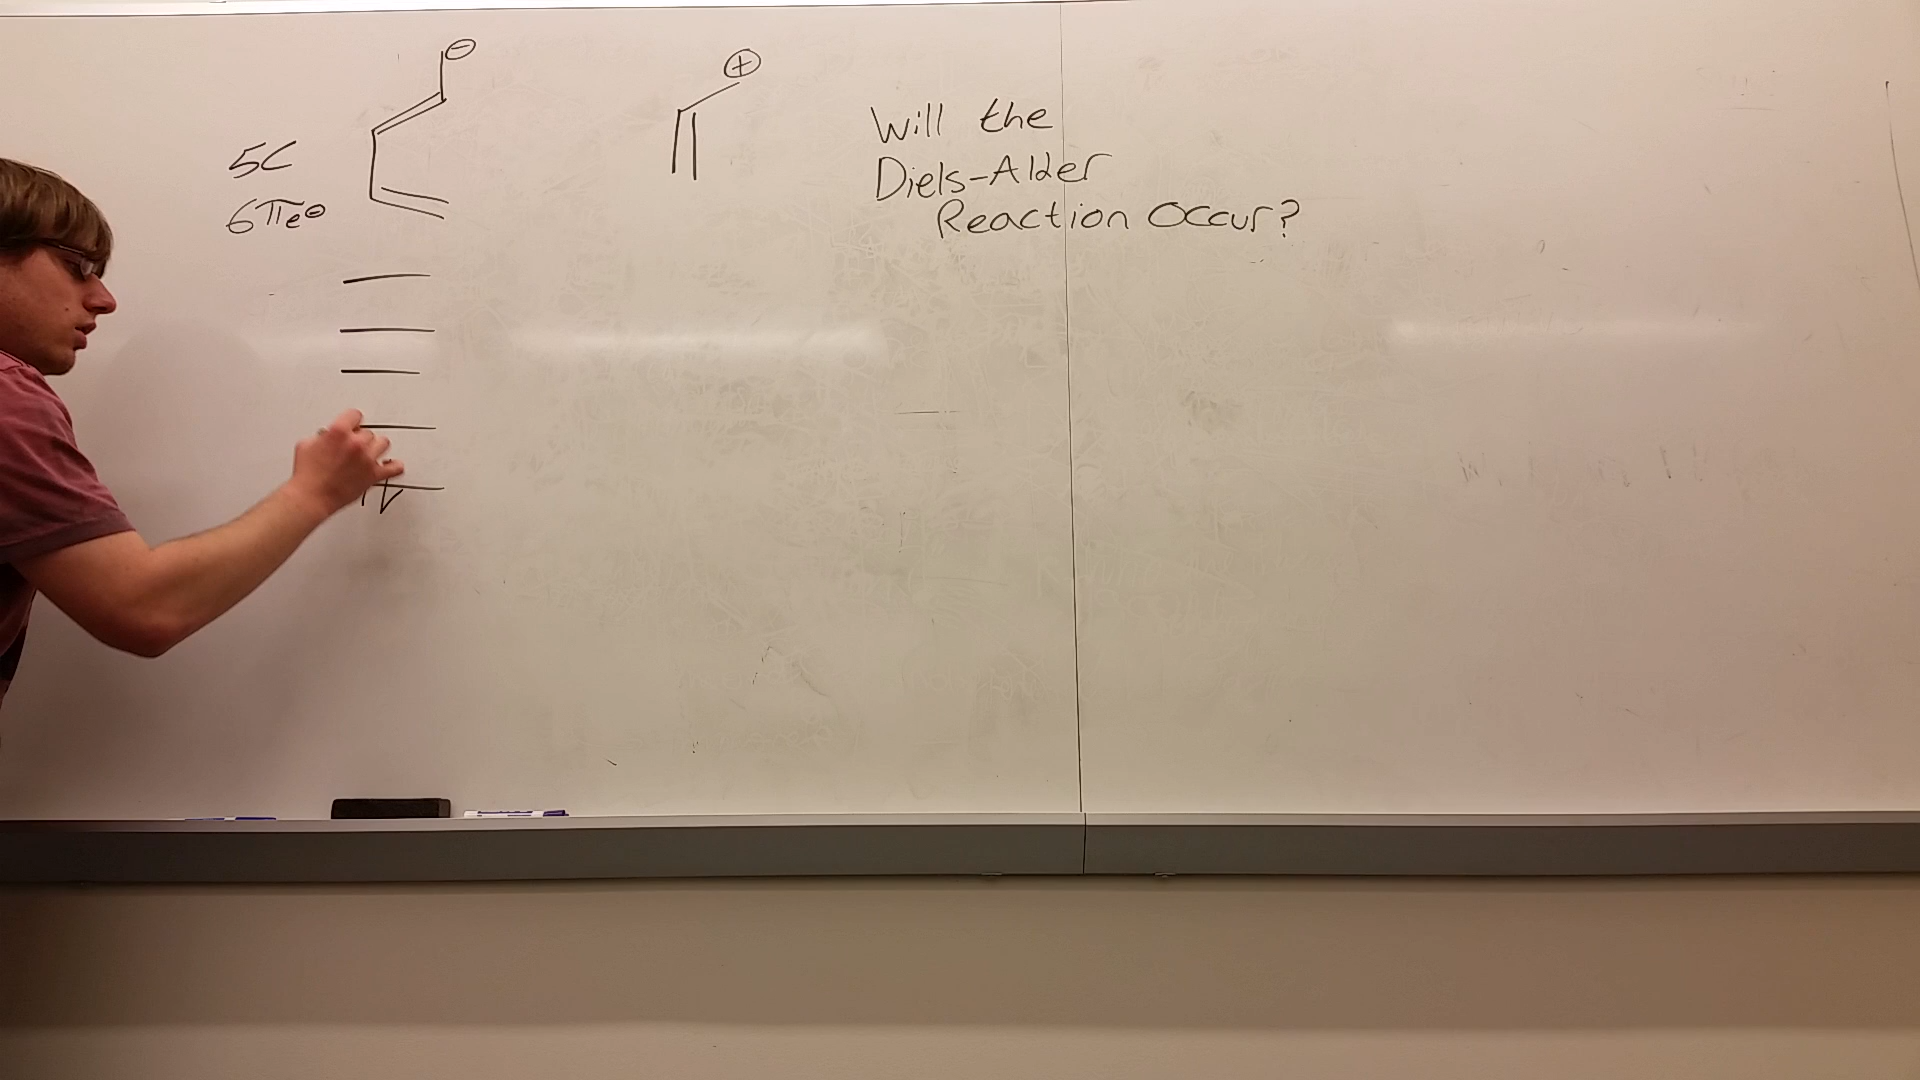 ⊖
⊕
Will the
Diels-Alder
Reaction Occur?
5C
6πe⊖